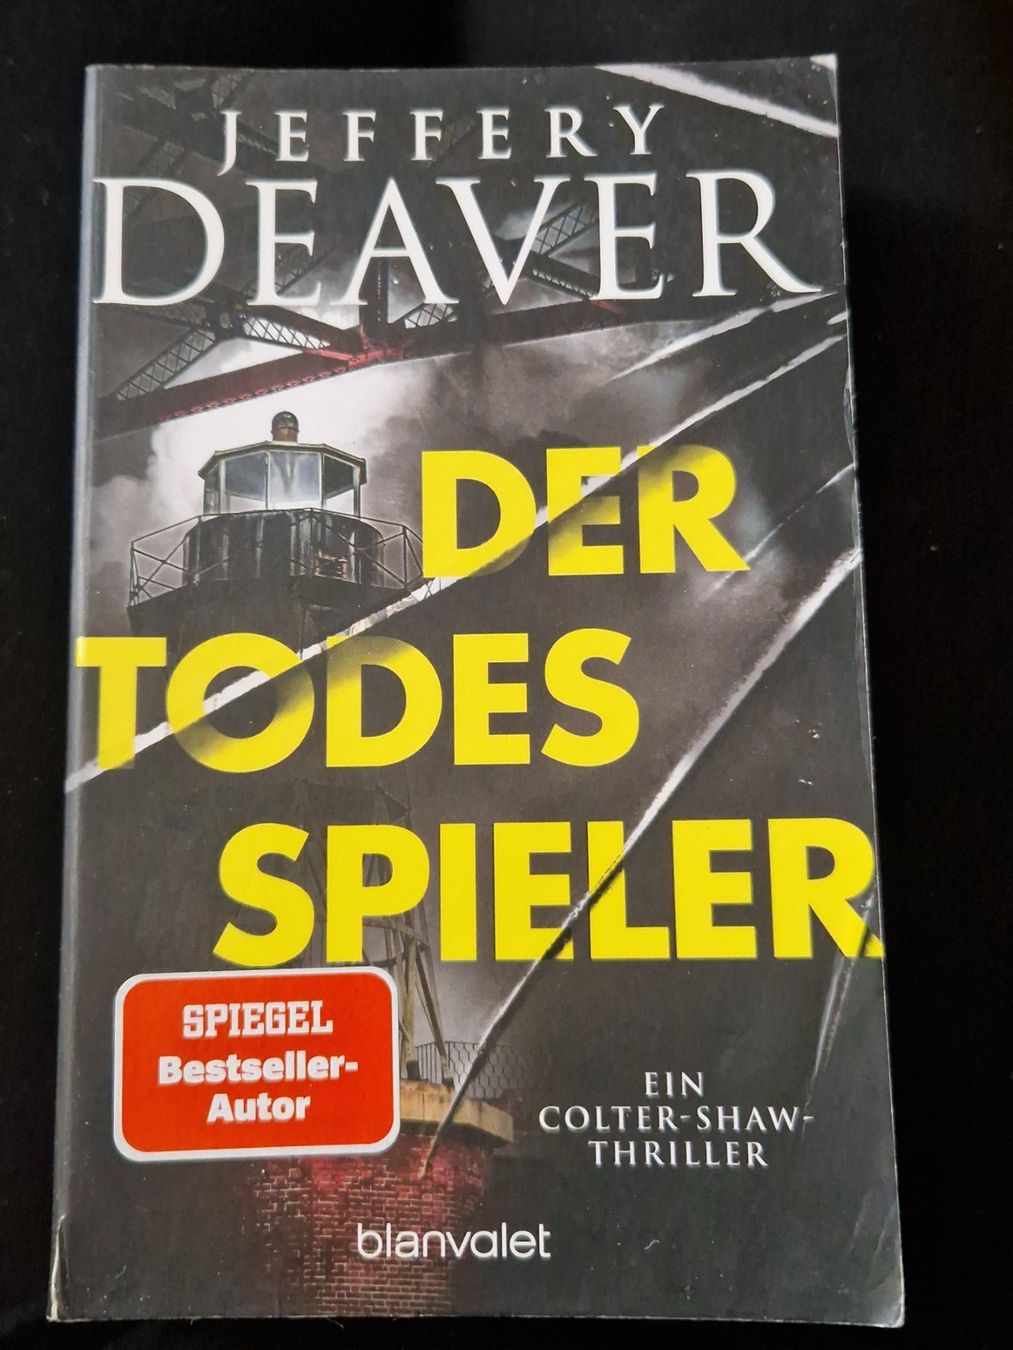 JEFFERY
DEAVER
DER
TODES
SPIELER
SPIEGEL
Bestseller-
Autor
EIN
COLTER-SHAW-
THRILLER
blanvalet